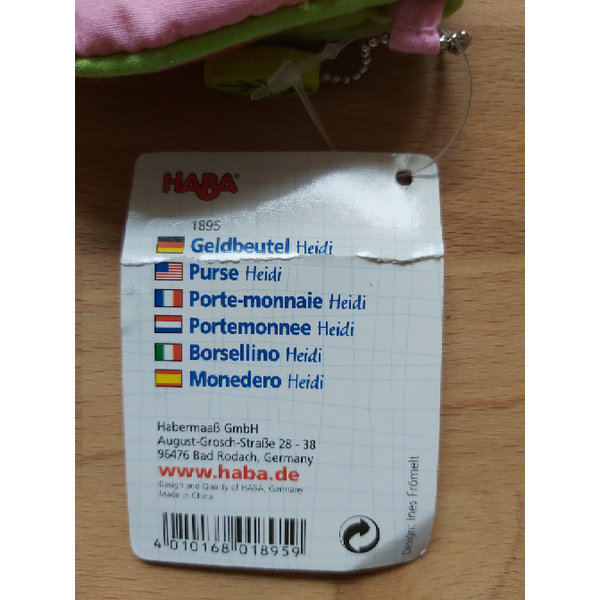 HABA®
1895
Geldbeutel Heidi
Purse Heidi
Porte-monnaie Heidi
Portemonnee Heidi
Borsellino Heidi
Monedero Heidi
Habermaaß GmbH
August-Grosch-Straße 28 - 38
96476 Bad Rodach, Germany
www.haba.de
Design and Quality of HABA, Germany
Made in China
4 010168 018959
Design: Ines Frömelt